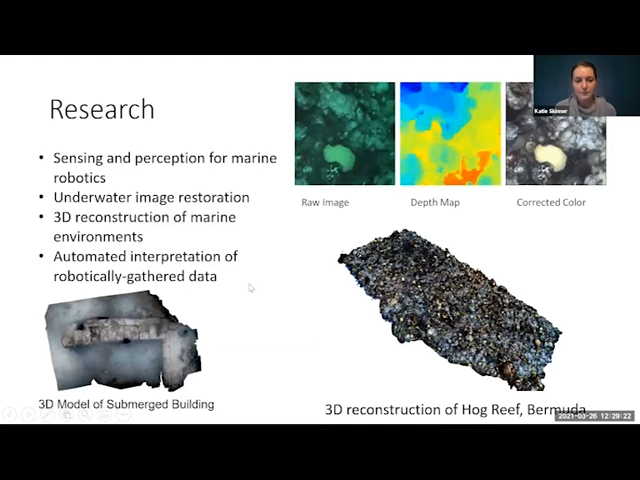 Research
• Sensing and perception for marine
robotics
• Underwater image restoration
• 3D reconstruction of marine
environments
• Automated interpretation of
robotically-gathered data
Raw Image
Depth Map
Corrected Color
Katie Skinner
3D Model of Submerged Building
3D reconstruction of Hog Reef, Bermuda
2021-03-26 12:29:22